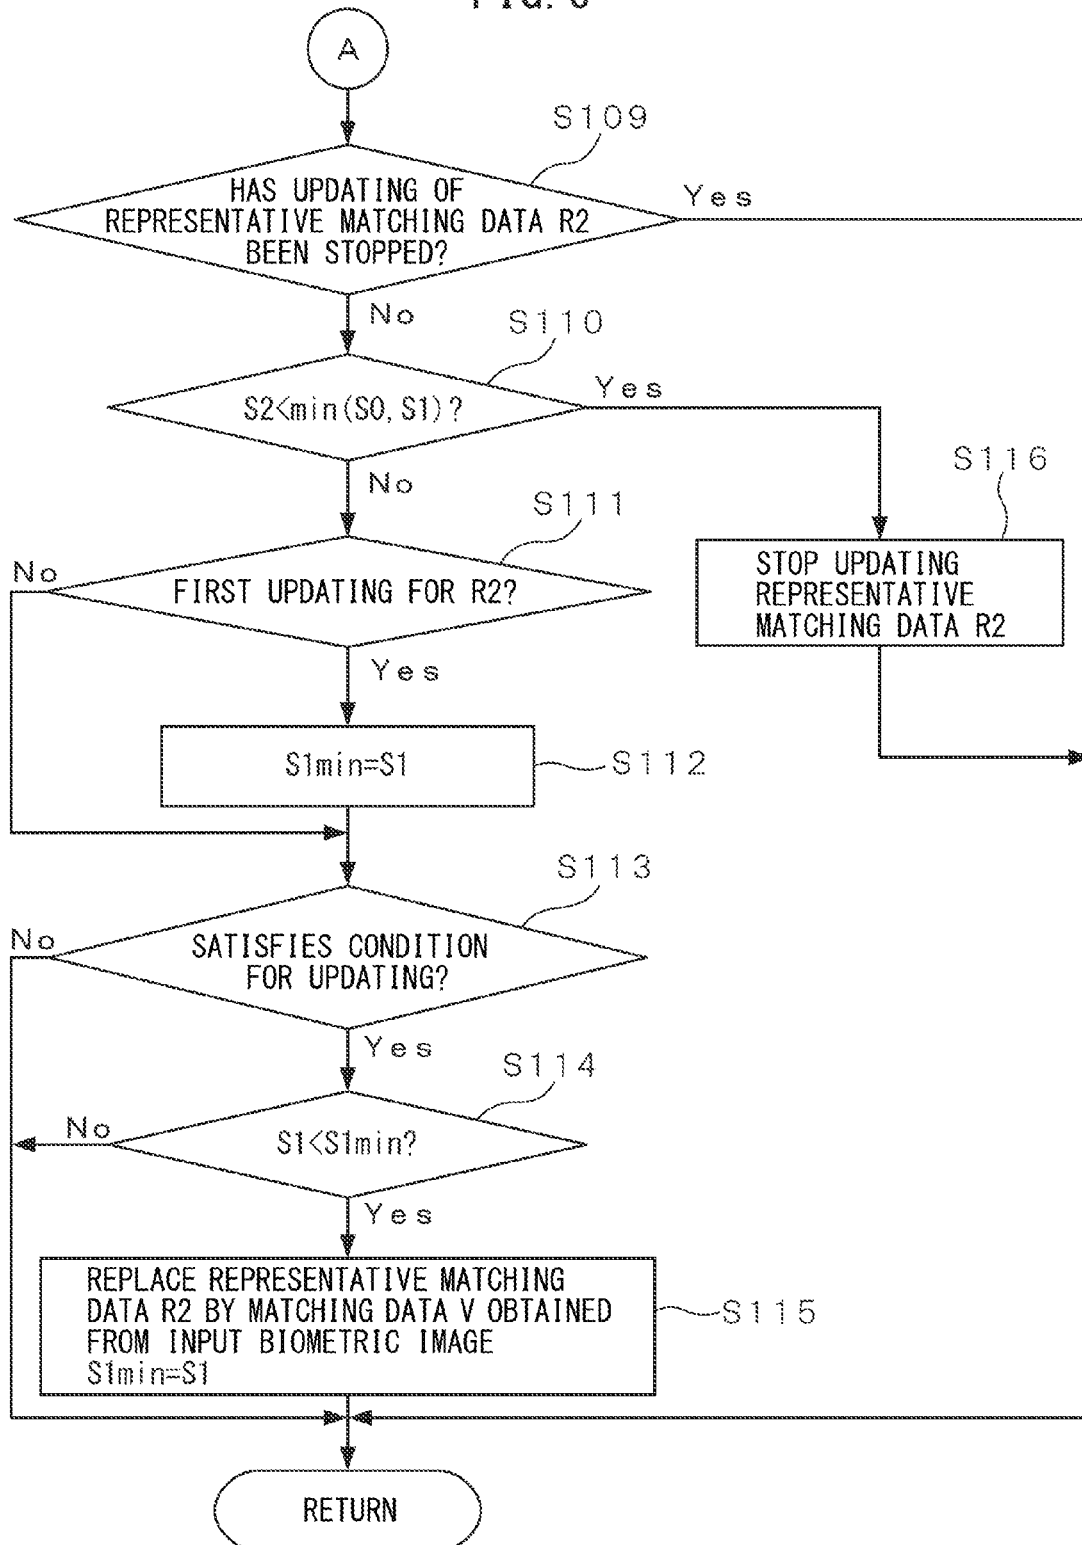 A
S109
HAS UPDATING OF
REPRESENTATIVE MATCHING DATA R2
BEEN STOPPED?
Yes
No
S110
S2<min(S0,S1)?
Yes
No
S116
STOP UPDATING
REPRESENTATIVE
MATCHING DATA R2
S111
No
FIRST UPDATING FOR R2?
Yes
S1min=S1
S112
S113
No
SATISFIES CONDITION
FOR UPDATING?
Yes
S114
No
S1<S1min?
Yes
REPLACE REPRESENTATIVE MATCHING
DATA R2 BY MATCHING DATA V OBTAINED
FROM INPUT BIOMETRIC IMAGE
S1min=S1
S115
RETURN